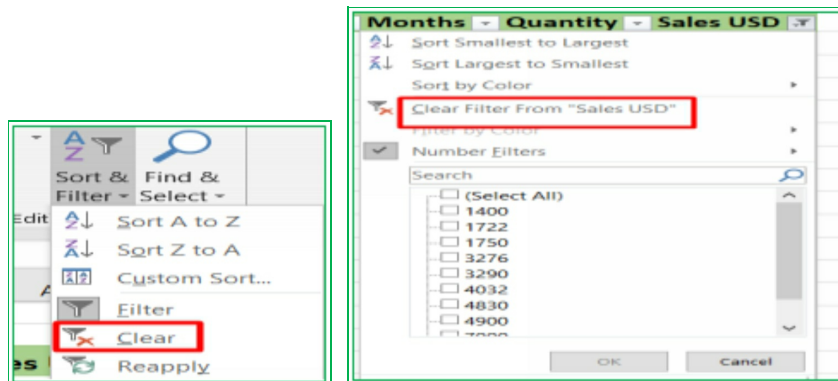 Sort & Find &
Filter Select
Edit
Sort A to Z
Sort Z to A
Custom Sort...
Filter
Clear
Reapply
Months Quantity Sales USD
Sort Smallest to Largest
Sort Largest to Smallest
Sort by Color
Clear Filter From "Sales USD"
Filter by Color
Number Filters
Search
(Select All)
1400
1722
1750
3276
3290
4032
4830
4900
OK Cancel